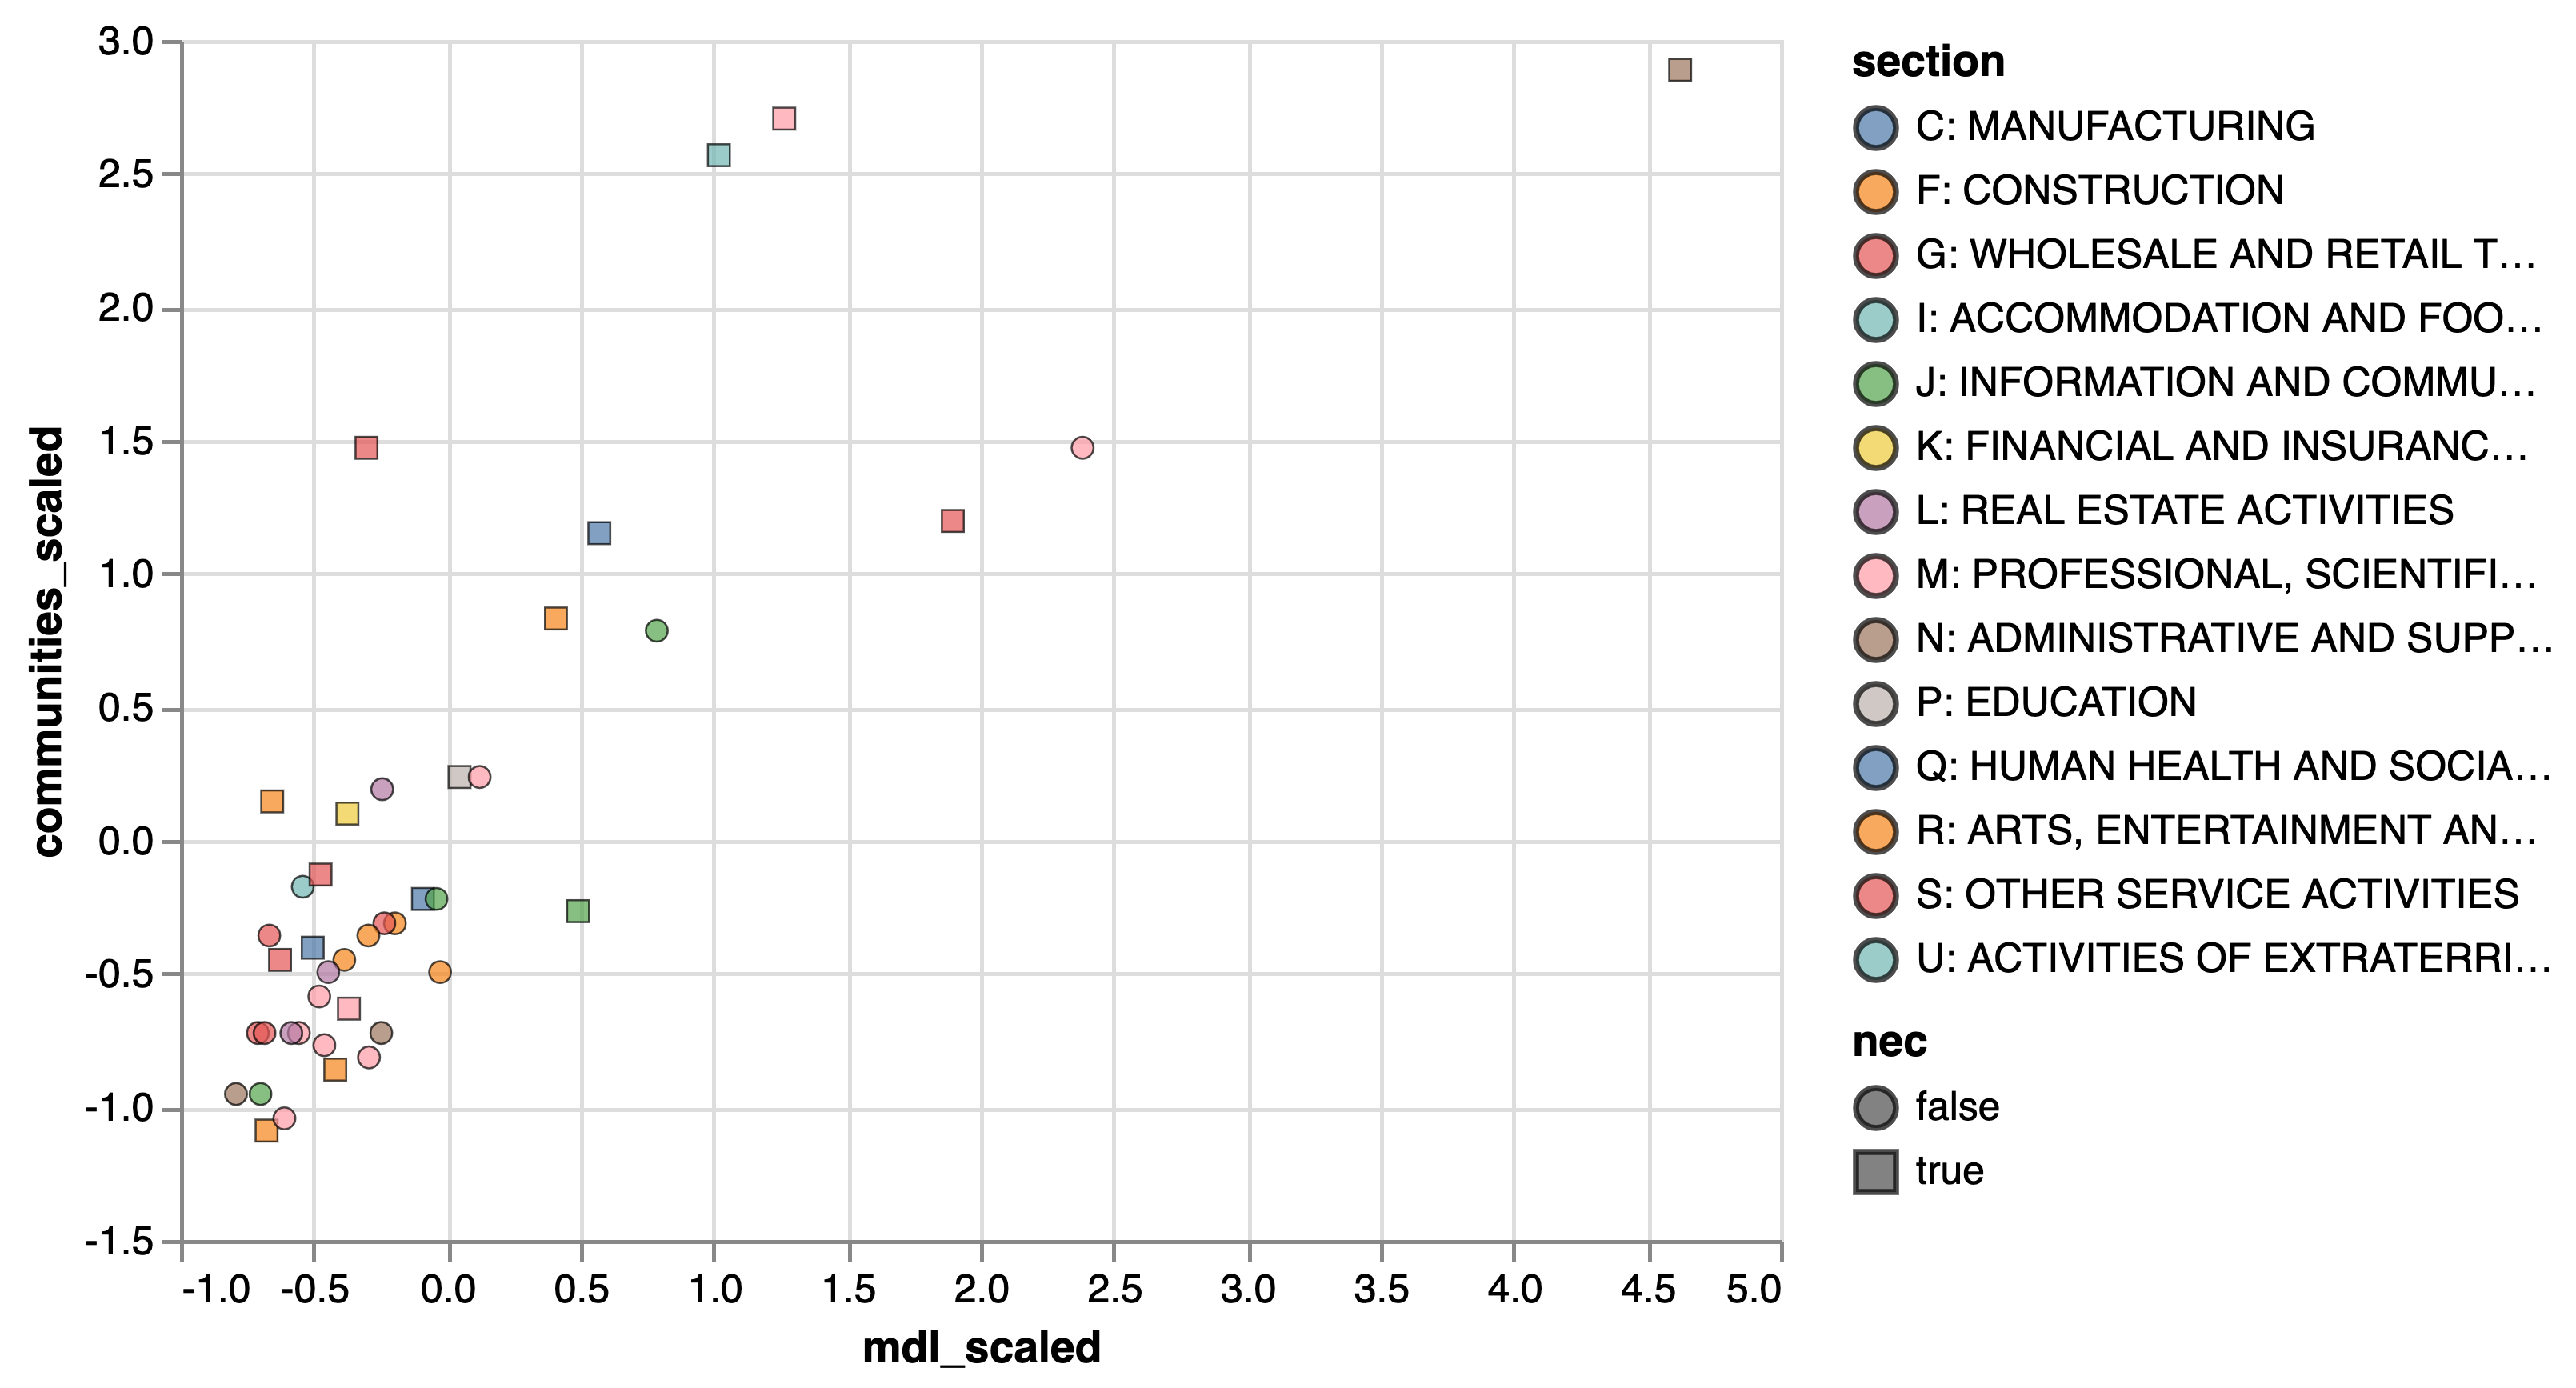 3.0
2.5
2.0
1.5
1.0
0.5
0.0
-0.5
-1.0
-1.5
communities_scaled
-1.0 -0.5 0.0 0.5 1.0 1.5 2.0 2.5 3.0 3.5 4.0 4.5 5.0
mdl_scaled
section
C: MANUFACTURING
F: CONSTRUCTION
G: WHOLESALE AND RETAIL T…
I: ACCOMMODATION AND FOO…
J: INFORMATION AND COMMU…
K: FINANCIAL AND INSURANC…
L: REAL ESTATE ACTIVITIES
M: PROFESSIONAL, SCIENTIFI…
N: ADMINISTRATIVE AND SUPP…
P: EDUCATION
Q: HUMAN HEALTH AND SOCIA…
R: ARTS, ENTERTAINMENT AN…
S: OTHER SERVICE ACTIVITIES
U: ACTIVITIES OF EXTRATERRI…
nec
false
true